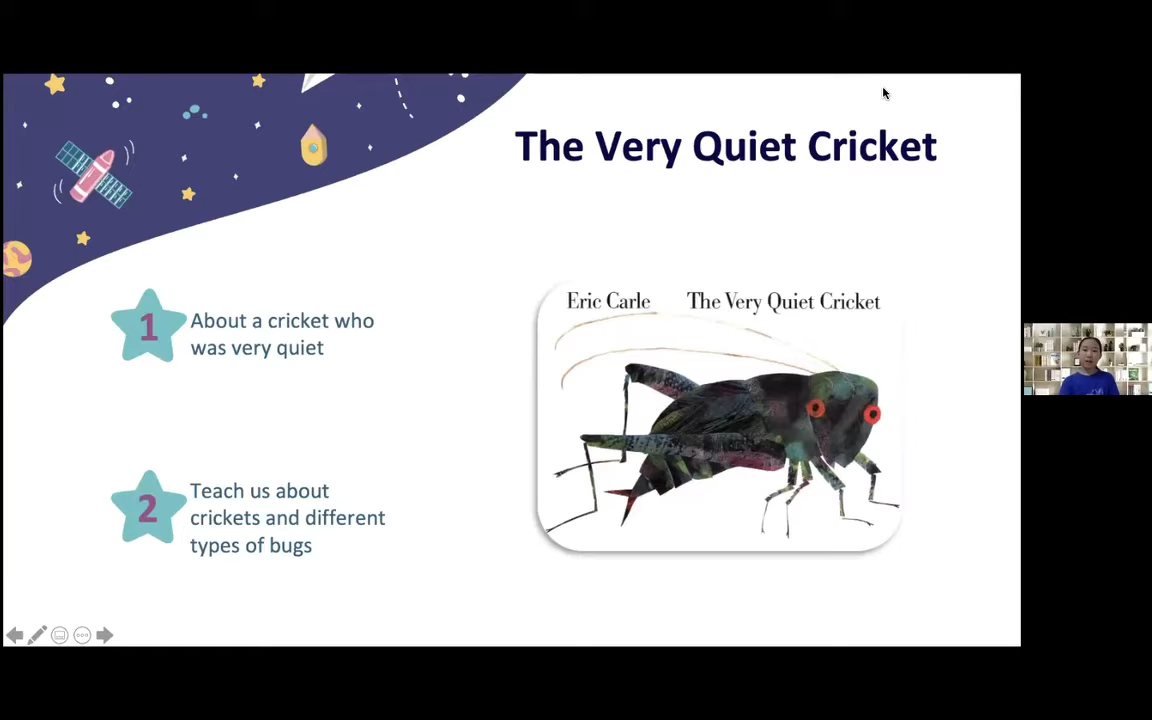 The Very Quiet Cricket
1
About a cricket who
was very quiet
2
Teach us about
crickets and different
types of bugs
Eric Carle The Very Quiet Cricket